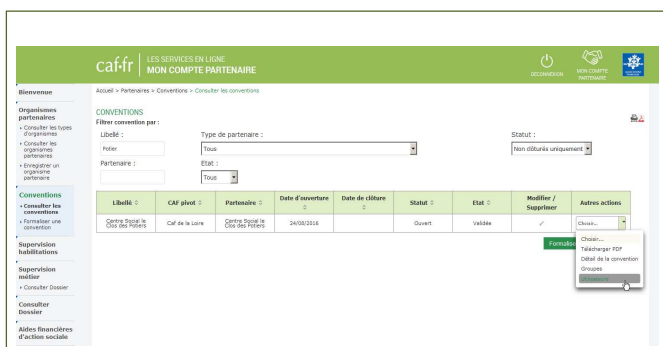 caf•fr
LES SERVICES EN LIGNE
MON COMPTE PARTENAIRE
DECONNEXION
MON COMPTE
PARTENAIRE
Bienvenue
Accueil > Partenaires > Conventions > Consulter les conventions
Organismes
partenaires
Consulter les types
d'organismes
Consulter les
organismes
partenaires
Enregistrer un
organisme
partenaire
Conventions
Consulter les
conventions
Formaliser une
convention
Supervision
habilitations
Supervision
métier
Consulter Dossier
Consulter
Dossier
Aides financières
d'action sociale
CONVENTIONS
Filtrer convention par :
Libellé :
Type de partenaire :
Statut :
Potier
Tous
Non clôturés uniquement
Partenaire :
Etat :
Tous
Libellé
CAF pivot
Partenaire
Date d'ouverture
Date de clôture
Statut
Etat
Modifier /
Supprimer
Autres actions
Centre Social le
Clos des Potiers
Caf de la Loire
Centre Social le
Clos des Potiers
24/08/2016
Ouvert
Validée
Choisir...
Choisir...
Télécharger PDF
Détail de la convention
Groupes
Utilisateurs